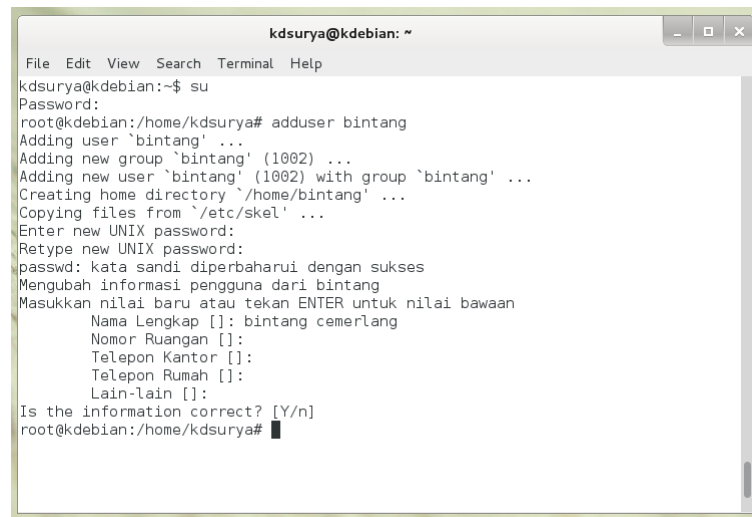 kdsurya@kdebian: ~
File Edit View Search Terminal Help
kdsurya@kdebian:~$ su
Password:
root@kdebian:/home/kdsurya# adduser bintang
Adding user `bintang' ...
Adding new group `bintang' (1002) ...
Adding new user `bintang' (1002) with group `bintang' ...
Creating home directory `/home/bintang' ...
Copying files from `/etc/skel' ...
Enter new UNIX password:
Retype new UNIX password:
passwd: kata sandi diperbaharui dengan sukses
Mengubah informasi pengguna dari bintang
Masukkan nilai baru atau tekan ENTER untuk nilai bawaan
Nama Lengkap []: bintang cemerlang
Nomor Ruangan []:
Telepon Kantor []:
Telepon Rumah []:
Lain-lain []:
Is the information correct? [Y/n]
root@kdebian:/home/kdsurya#